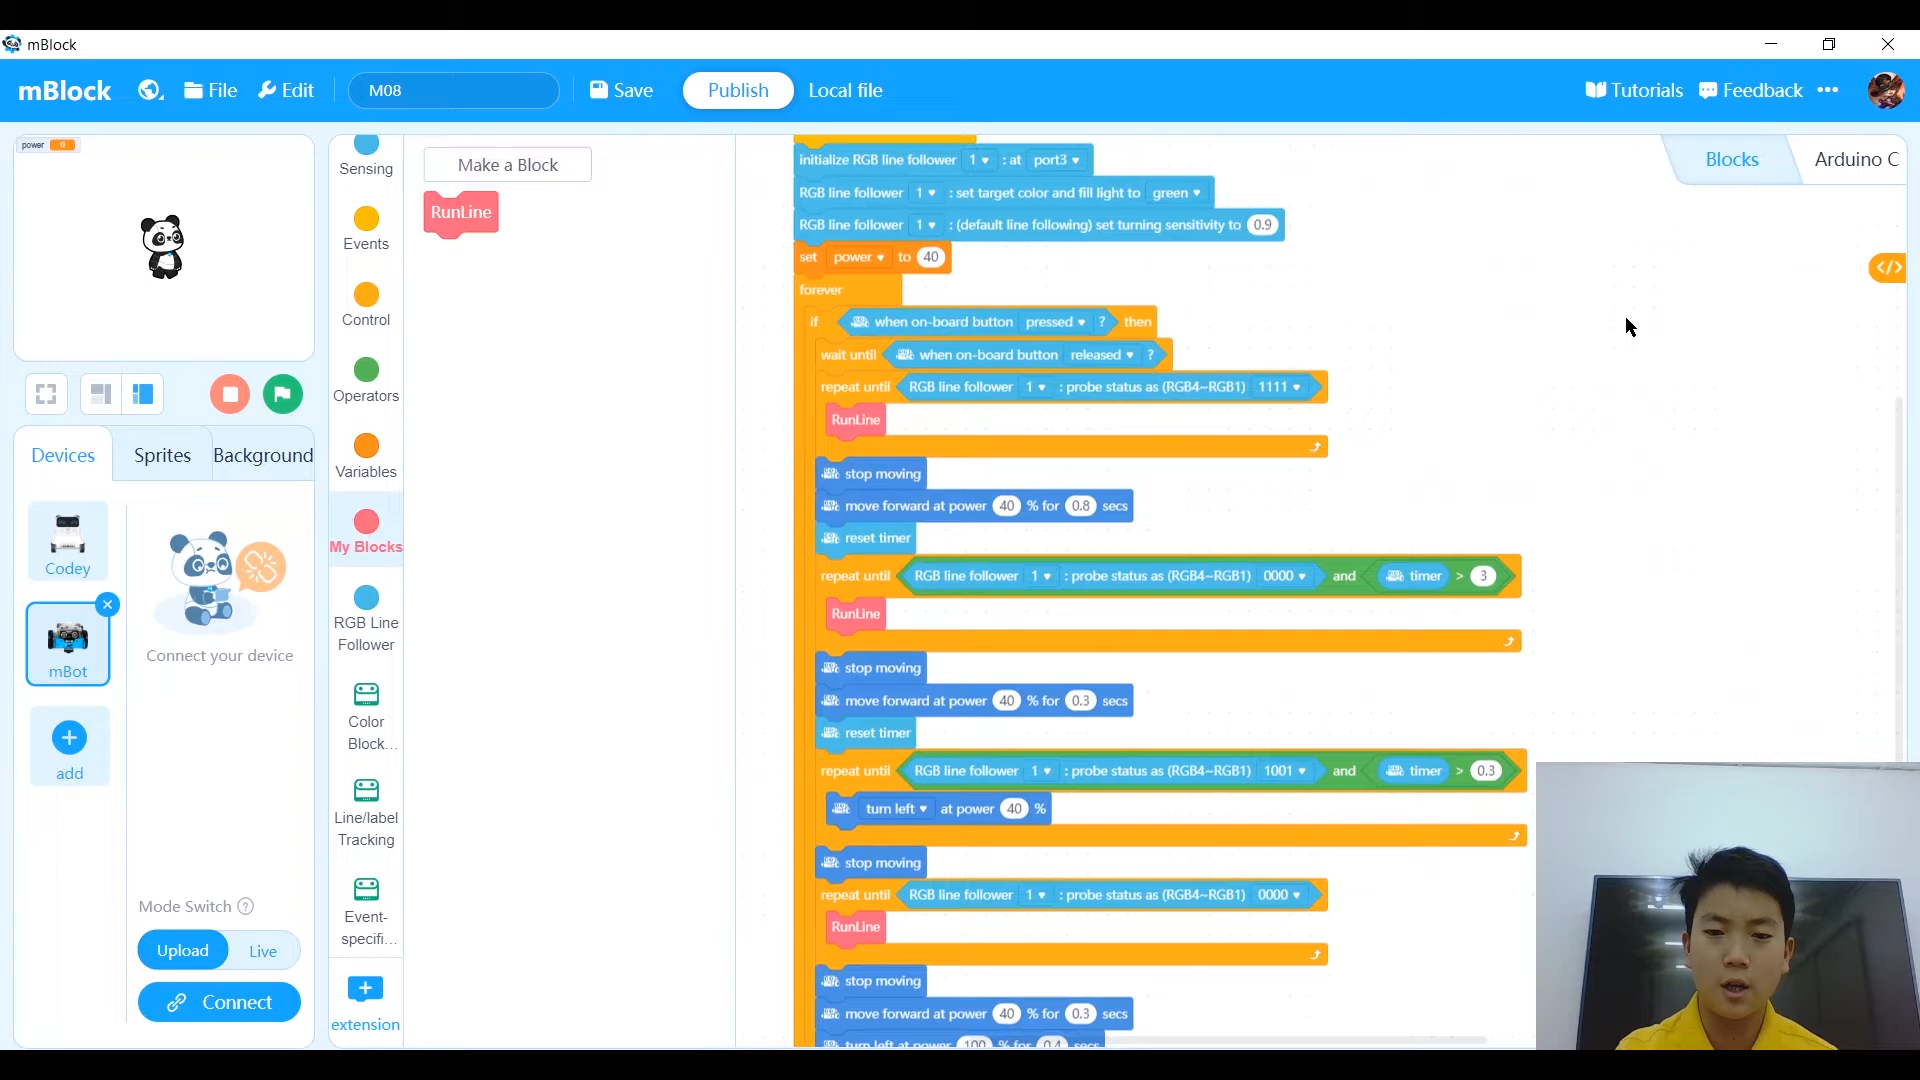 mBlock
mBlock
File
Edit
M08
Save
Publish
Local file
Tutorials
Feedback
power 0
Devices
Sprites
Background
Codey
mBot
add
Connect your device
Mode Switch ?
Upload
Live
Connect
Sensing
Events
Control
Operators
Variables
My Blocks
RGB Line
Follower
Color
Block...
Line/label
Tracking
Event-
specifi...
extension
Make a Block
RunLine
Blocks
Arduino C
</>
initialize RGB line follower 1 : at port3
RGB line follower 1 : set target color and fill light to green
RGB line follower 1 : (default line following) set turning sensitivity to 0.9
set power to 40
forever
if when on-board button pressed ? then
wait until when on-board button released ?
repeat until RGB line follower 1 : probe status as (RGB4~RGB1) 1111
RunLine
stop moving
move forward at power 40 % for 0.8 secs
reset timer
repeat until RGB line follower 1 : probe status as (RGB4~RGB1) 0000 and timer > 3
RunLine
stop moving
move forward at power 40 % for 0.3 secs
reset timer
repeat until RGB line follower 1 : probe status as (RGB4~RGB1) 1001 and timer > 0.3
turn left at power 40 %
stop moving
repeat until RGB line follower 1 : probe status as (RGB4~RGB1) 0000
RunLine
stop moving
move forward at power 40 % for 0.3 secs
turn left at power 100 % for 0.4 secs